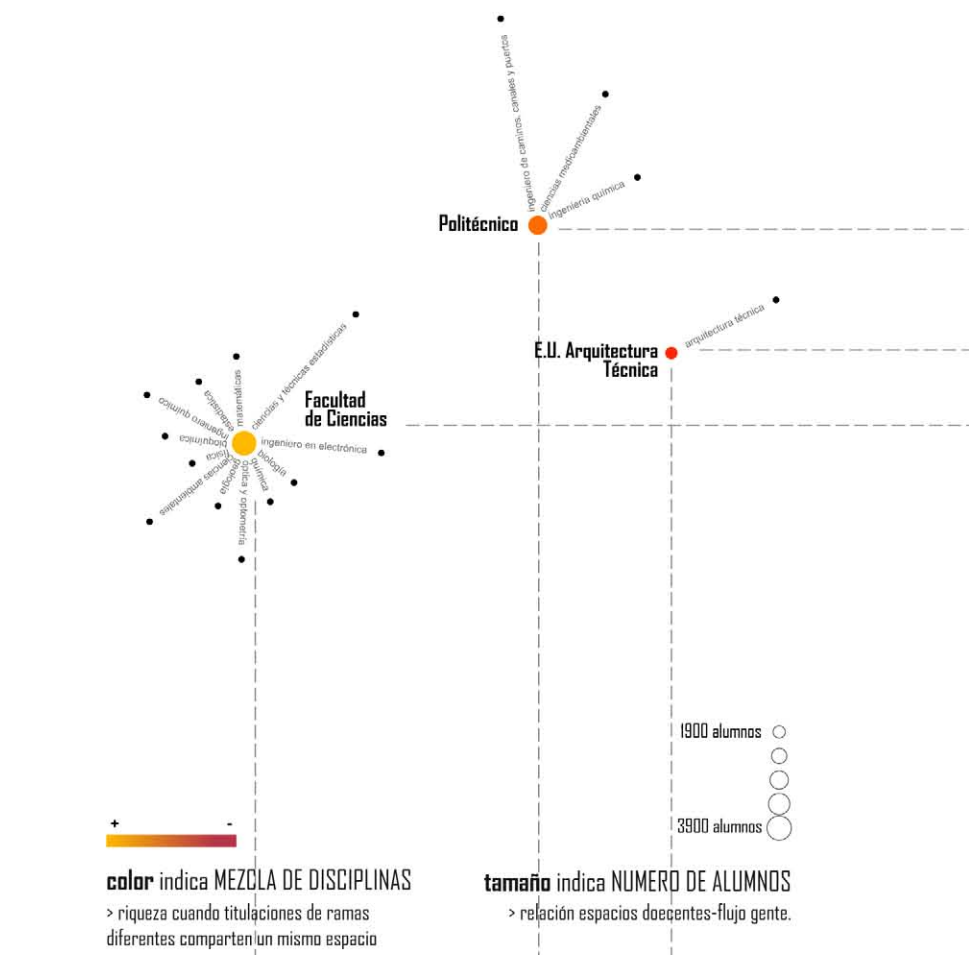 ingeniero de caminos, canales y puertos
ciencias medioambientales
ingeniería química
Politécnico
arquitectura técnica
E.U. Arquitectura
Técnica
ciencias y técnicas estadísticas
matemáticas
estadística
ingeniero químico
bioquímica
física
ciencias ambientales
geología
óptica y optometría
química
biología
ingeniero en electrónica
Facultad
de Ciencias
1900 alumnos
3900 alumnos
+ -
color indica MEZCLA DE DISCIPLINAS
> riqueza cuando titulaciones de ramas
diferentes comparten un mismo espacio
tamaño indica NUMERO DE ALUMNOS
> relación espacios doecentes-flujo gente.